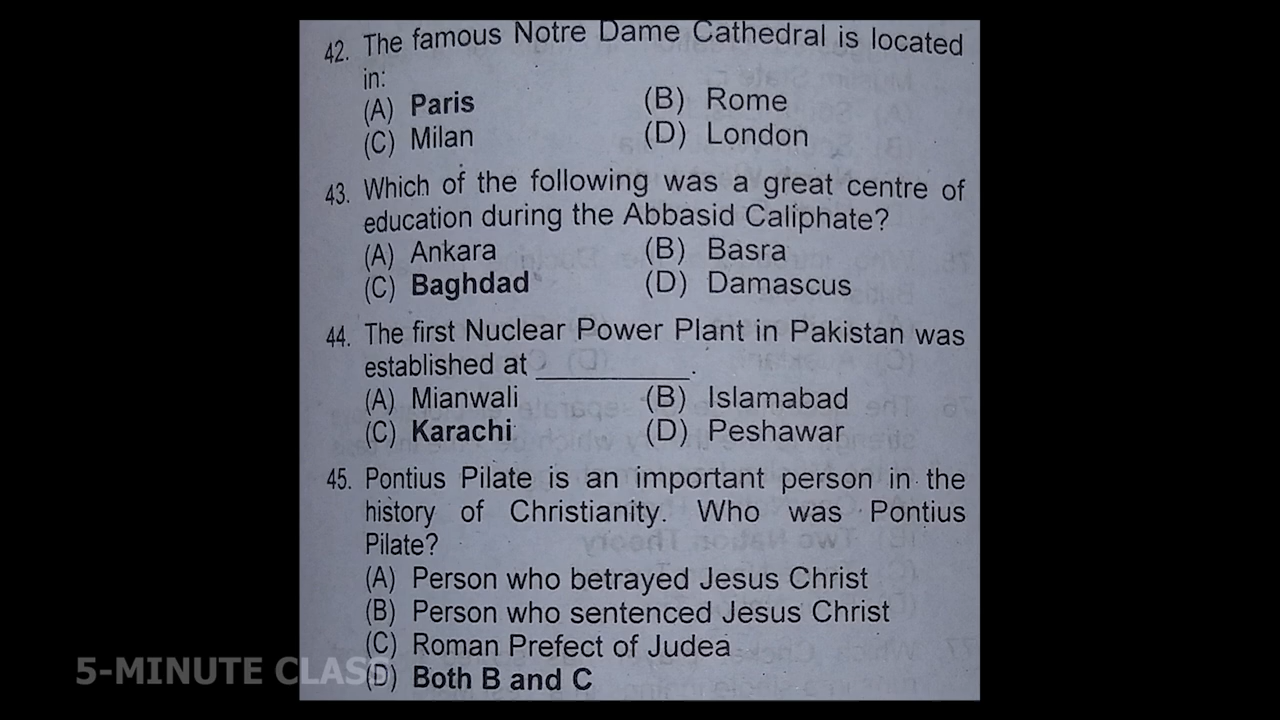 42. The famous Notre Dame Cathedral is located
in:
(A) Paris (B) Rome
(C) Milan (D) London
43. Which of the following was a great centre of
education during the Abbasid Caliphate?
(A) Ankara (B) Basra
(C) Baghdad (D) Damascus
44. The first Nuclear Power Plant in Pakistan was
established at __________.
(A) Mianwali (B) Islamabad
(C) Karachi (D) Peshawar
45. Pontius Pilate is an important person in the
history of Christianity. Who was Pontius
Pilate?
(A) Person who betrayed Jesus Christ
(B) Person who sentenced Jesus Christ
(C) Roman Prefect of Judea
(D) Both B and C
5-MINUTE CLASS